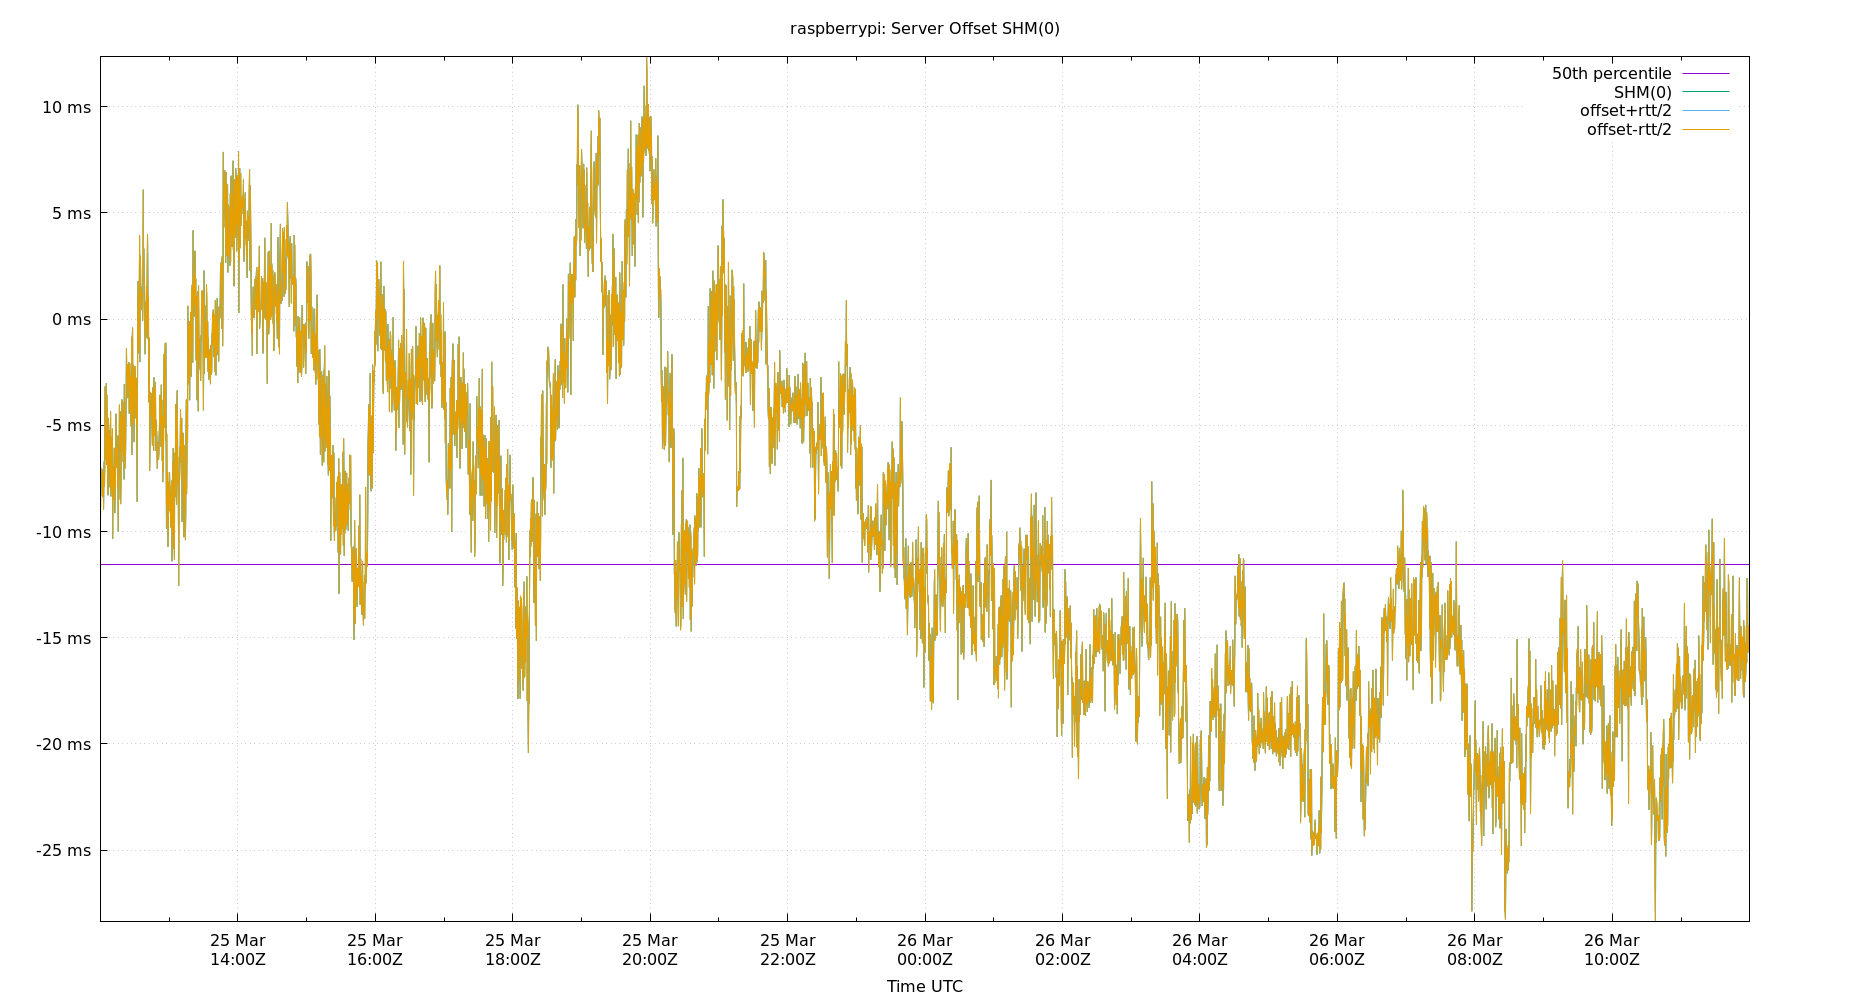 raspberrypi: Server Offset SHM(0)
50th percentile
SHM(0)
offset+rtt/2
offset-rtt/2
10 ms
5 ms
0 ms
-5 ms
-10 ms
-15 ms
-20 ms
-25 ms
25 Mar 25 Mar 25 Mar 25 Mar 25 Mar 26 Mar 26 Mar 26 Mar 26 Mar 26 Mar 26 Mar
14:00Z 16:00Z 18:00Z 20:00Z 22:00Z 00:00Z 02:00Z 04:00Z 06:00Z 08:00Z 10:00Z
Time UTC